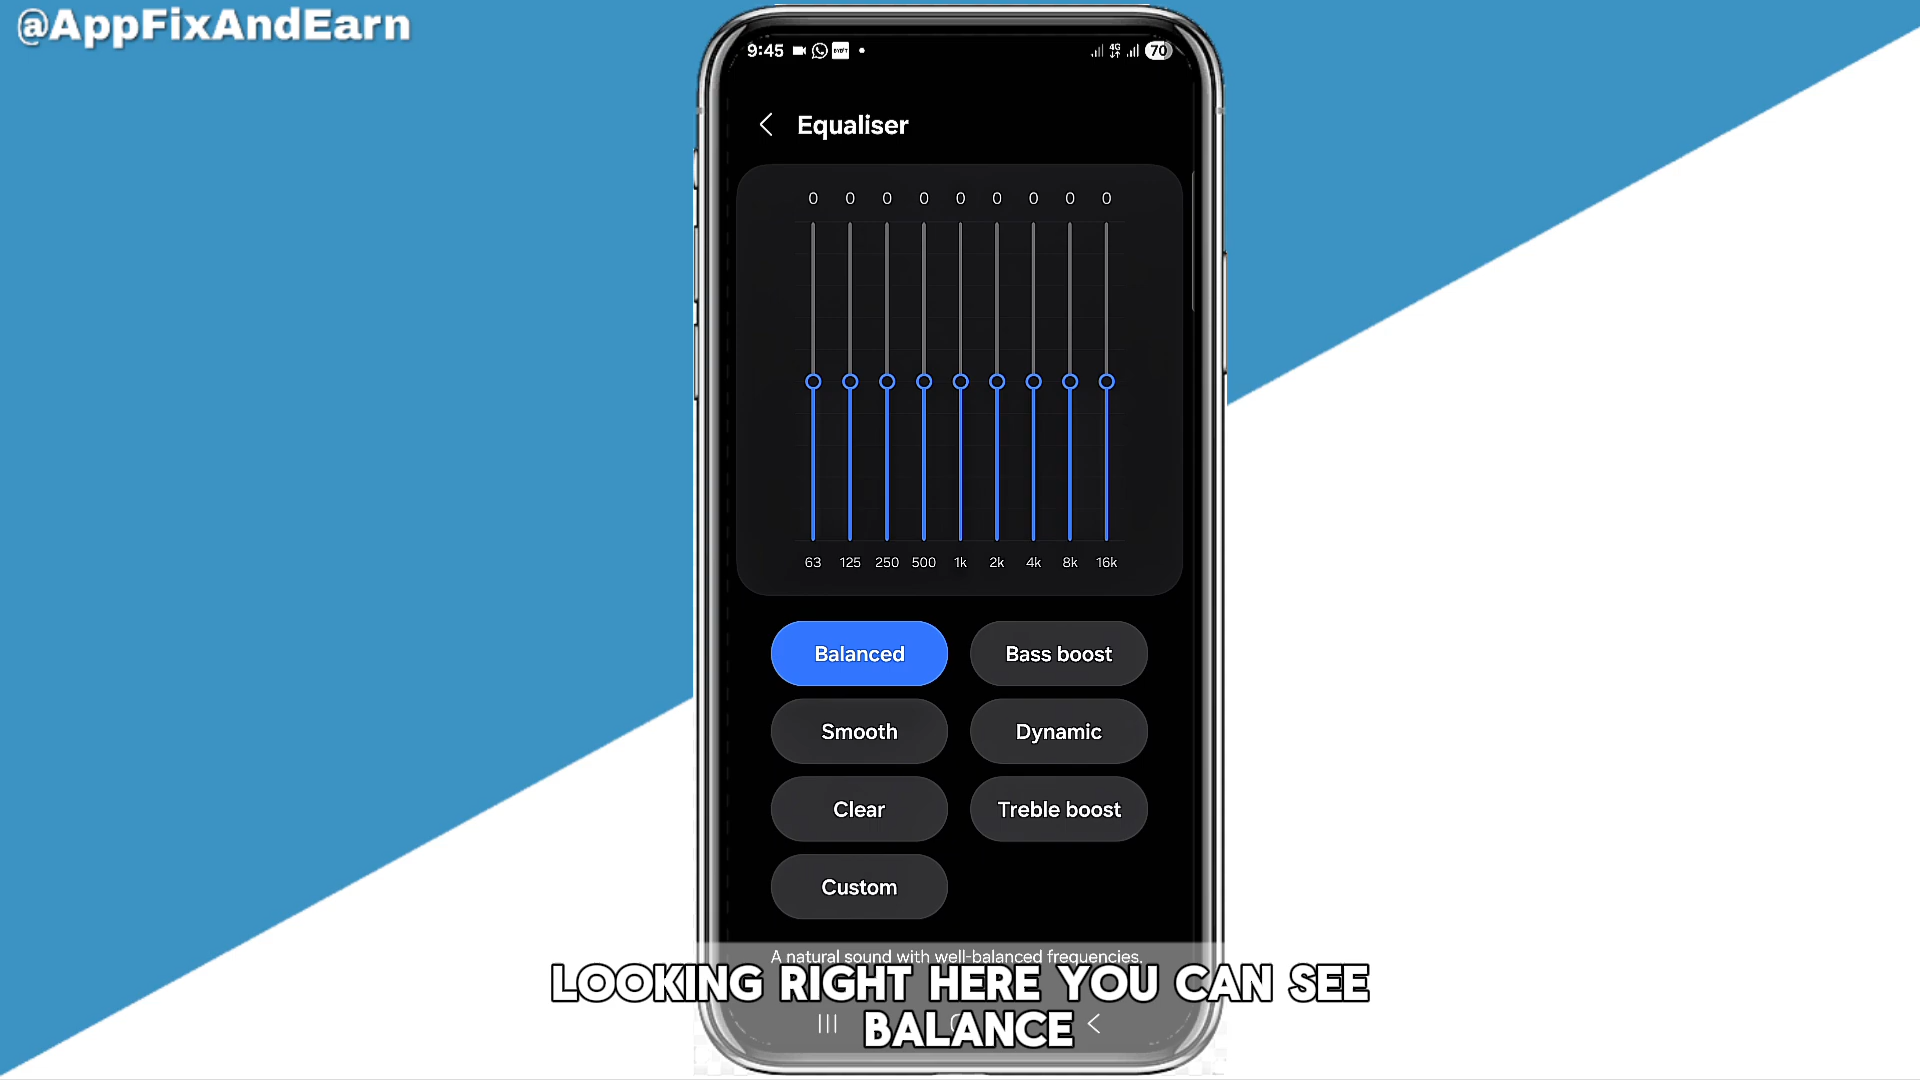 @AppFixAndEarn
9:45 4G 70
Equaliser
0 0 0 0 0 0 0 0 0
63 125 250 500 1k 2k 4k 8k 16k
Balanced Bass boost
Smooth Dynamic
Clear Treble boost
Custom
A natural sound with well-balanced frequencies.
LOOKING RIGHT HERE YOU CAN SEE
BALANCE